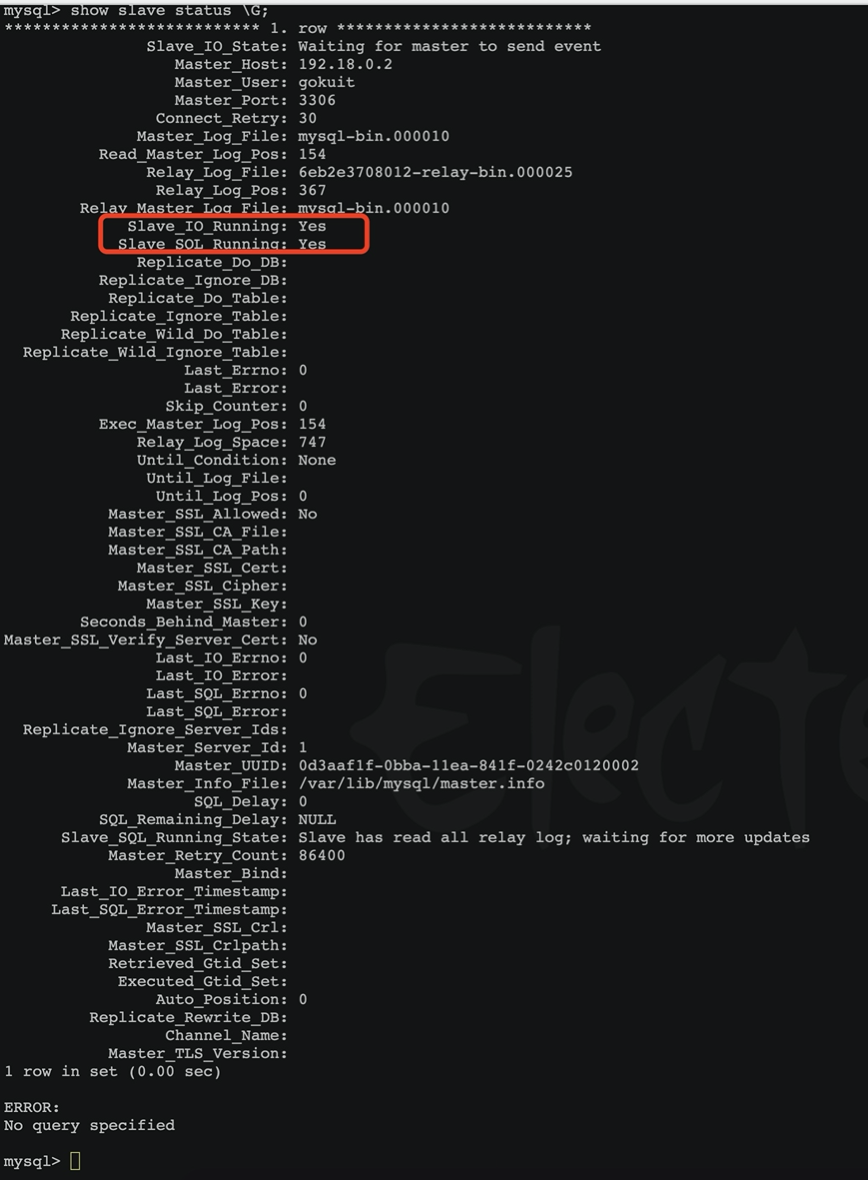 mysql> show slave status \G;
*************************** 1. row ***************************
Slave_IO_State: Waiting for master to send event
Master_Host: 192.18.0.2
Master_User: gokuit
Master_Port: 3306
Connect_Retry: 30
Master_Log_File: mysql-bin.000010
Read_Master_Log_Pos: 154
Relay_Log_File: 6eb2e3708012-relay-bin.000025
Relay_Log_Pos: 367
Relay_Master_Log_File: mysql-bin.000010
Slave_IO_Running: Yes
Slave_SQL_Running: Yes
Replicate_Do_DB:
Replicate_Ignore_DB:
Replicate_Do_Table:
Replicate_Ignore_Table:
Replicate_Wild_Do_Table:
Replicate_Wild_Ignore_Table:
Last_Errno: 0
Last_Error:
Skip_Counter: 0
Exec_Master_Log_Pos: 154
Relay_Log_Space: 747
Until_Condition: None
Until_Log_File:
Until_Log_Pos: 0
Master_SSL_Allowed: No
Master_SSL_CA_File:
Master_SSL_CA_Path:
Master_SSL_Cert:
Master_SSL_Cipher:
Master_SSL_Key:
Seconds_Behind_Master: 0
Master_SSL_Verify_Server_Cert: No
Last_IO_Errno: 0
Last_IO_Error:
Last_SQL_Errno: 0
Last_SQL_Error:
Replicate_Ignore_Server_Ids:
Master_Server_Id: 1
Master_UUID: 0d3aaf1f-0bba-11ea-841f-0242c0120002
Master_Info_File: /var/lib/mysql/master.info
SQL_Delay: 0
SQL_Remaining_Delay: NULL
Slave_SQL_Running_State: Slave has read all relay log; waiting for more updates
Master_Retry_Count: 86400
Master_Bind:
Last_IO_Error_Timestamp:
Last_SQL_Error_Timestamp:
Master_SSL_Crl:
Master_SSL_Crlpath:
Retrieved_Gtid_Set:
Executed_Gtid_Set:
Auto_Position: 0
Replicate_Rewrite_DB:
Channel_Name:
Master_TLS_Version:
1 row in set (0.00 sec)
ERROR:
No query specified
mysql>